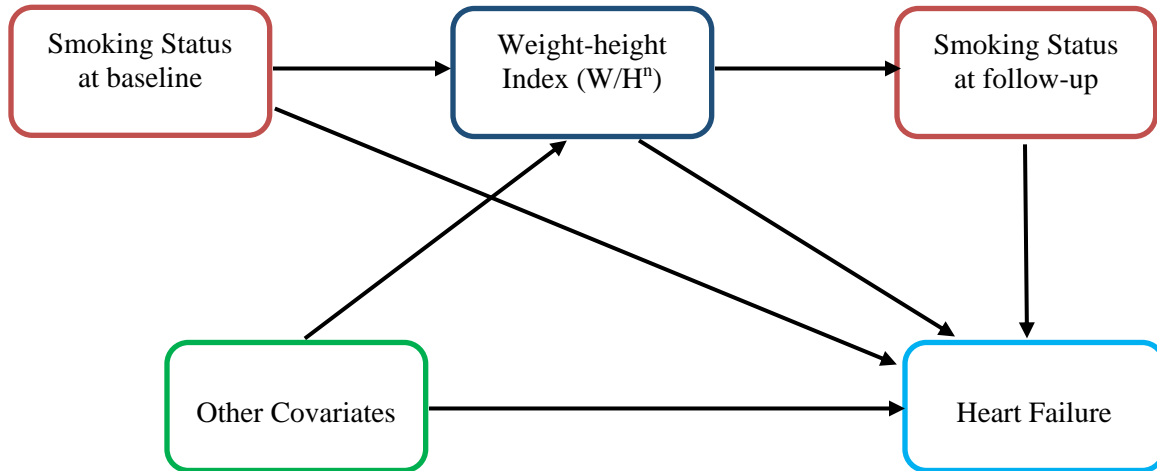 Smoking Status
at baseline
Weight-height
Index (W/Hⁿ)
Smoking Status
at follow-up
Other Covariates
Heart Failure